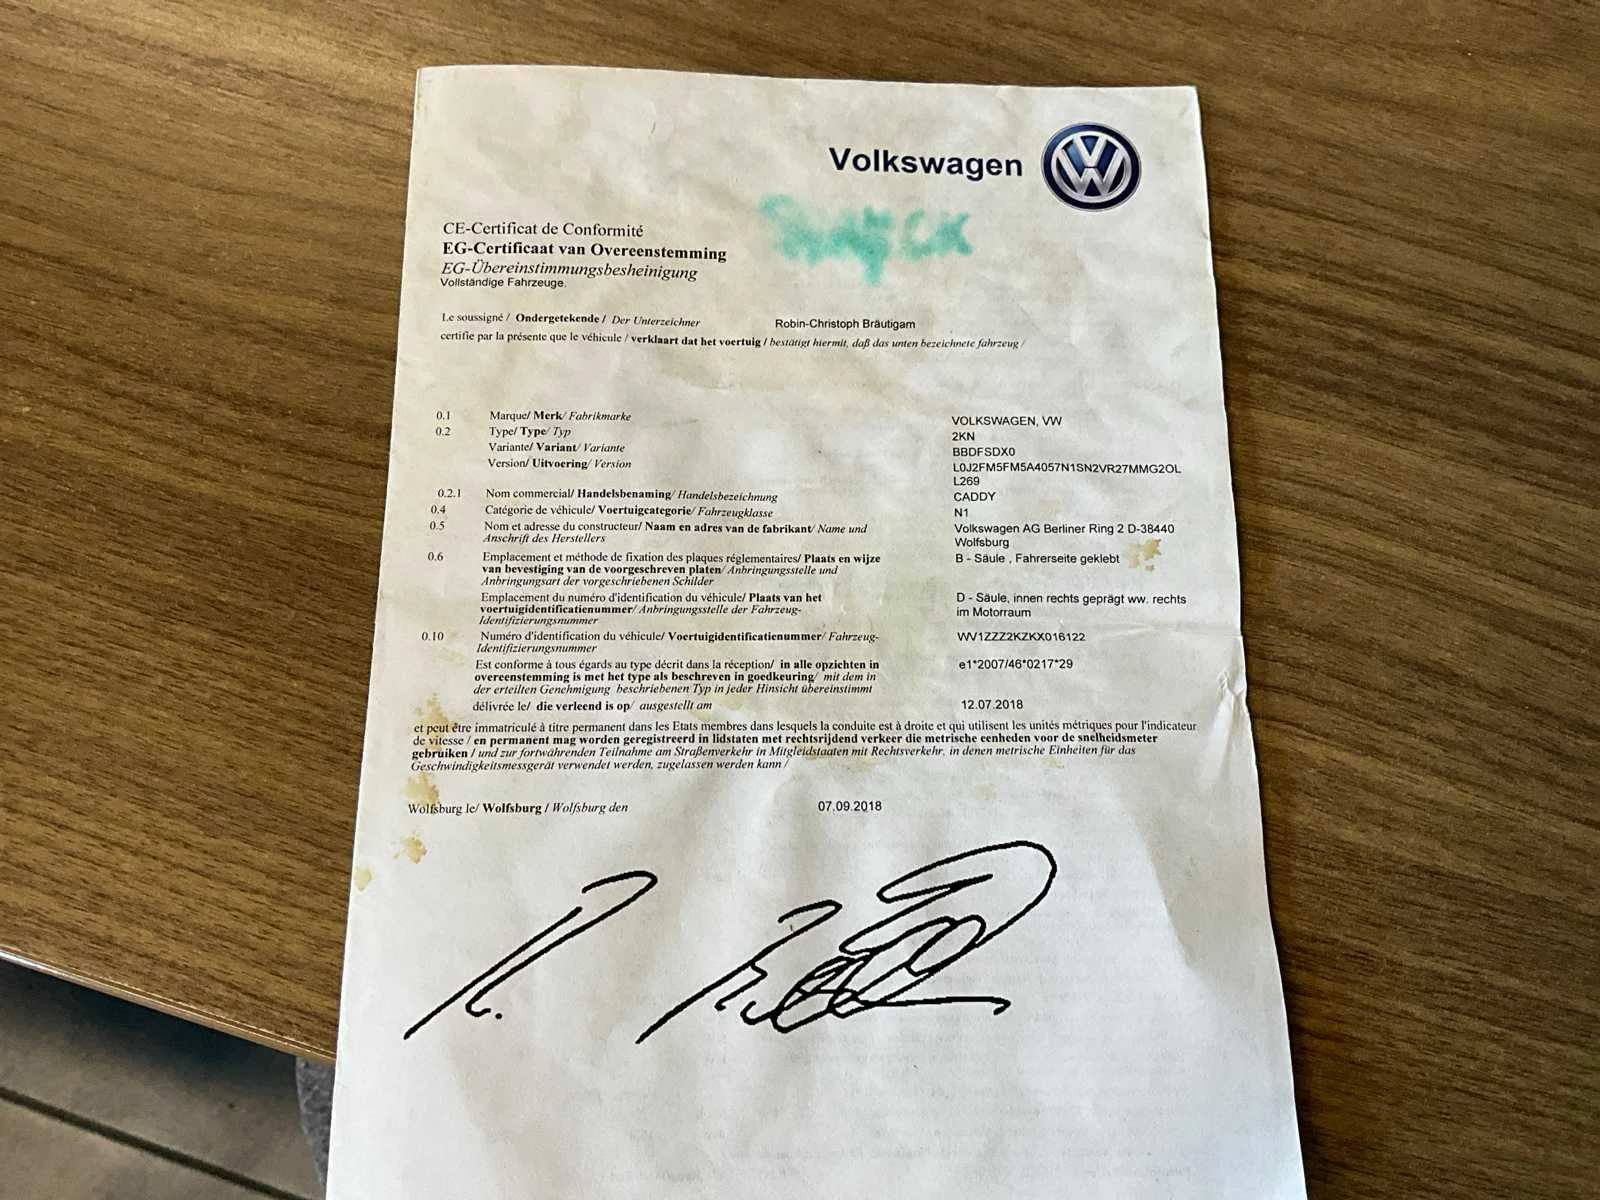 Volkswagen
CE-Certificat de Conformité
EG-Certificaat van Overeenstemming
EG-Übereinstimmungsbesheinigung
Vollständige Fahrzeuge.
Le soussigné / Ondergetekende / Der Unterzeichner Robin-Christoph Bräutigam
certifie par la présente que le véhicule / verklaart dat het voertuig / bestätigt hiermit, daß das unten bezeichnete fahrzeug /
0.1 Marque/ Merk/ Fabrikmarke VOLKSWAGEN, VW
0.2 Type/ Type/ Typ 2KN
Variante/ Variant/ Variante BBDFSDX0
Version/ Uitvoering/ Version L0J2FM5FM5A4057N1SN2VR27MMG2OL
L269
0.2.1 Nom commercial/ Handelsbenaming/ Handelsbezeichnung CADDY
0.4 Catégorie de véhicule/ Voertuigcategorie/ Fahrzeugklasse N1
0.5 Nom et adresse du constructeur/ Naam en adres van de fabrikant/ Name und Volkswagen AG Berliner Ring 2 D-38440
Anschrift des Herstellers Wolfsburg
0.6 Emplacement et méthode de fixation des plaques réglementaires/ Plaats en wijze B - Säule , Fahrerseite geklebt
van bevestiging van de voorgeschreven platen/ Anbringungsstelle und
Anbringungsart der vorgeschriebenen Schilder
Emplacement du numéro d'identification du véhicule/ Plaats van het D - Säule, innen rechts geprägt ww. rechts
voertuigidentificatienummer/ Anbringungsstelle der Fahrzeug- im Motorraum
Identifizierungsnummer
0.10 Numéro d'identification du véhicule/ Voertuigidentificatienummer/ Fahrzeug- WV1ZZZ2KZKX016122
Identifizierungsnummer
Est conforme à tous égards au type décrit dans la réception/ in alle opzichten in e1*2007/46*0217*29
overeenstemming is met het type als beschreven in goedkeuring/ mit dem in
der erteilten Genehmigung beschriebenen Typ in jeder Hinsicht übereinstimmt
délivrée le/ die verleend is op/ ausgestellt am 12.07.2018
et peut être immatriculé à titre permanent dans les Etats membres dans lesquels la conduite est à droite et qui utilisent les unités métriques pour l'indicateur
de vitesse / en permanent mag worden geregistreerd in lidstaten met rechtsrijdend verkeer die metrische eenheden voor de snelheidsmeter
gebruiken / und zur fortwährenden Teilnahme am Straßenverkehr in Mitgleidstaaten mit Rechtsverkehr, in denen metrische Einheiten für das
Geschwindigkeitsmessgerät verwendet werden, zugelassen werden kann /
Wolfsburg le/ Wolfsburg / Wolfsburg den 07.09.2018